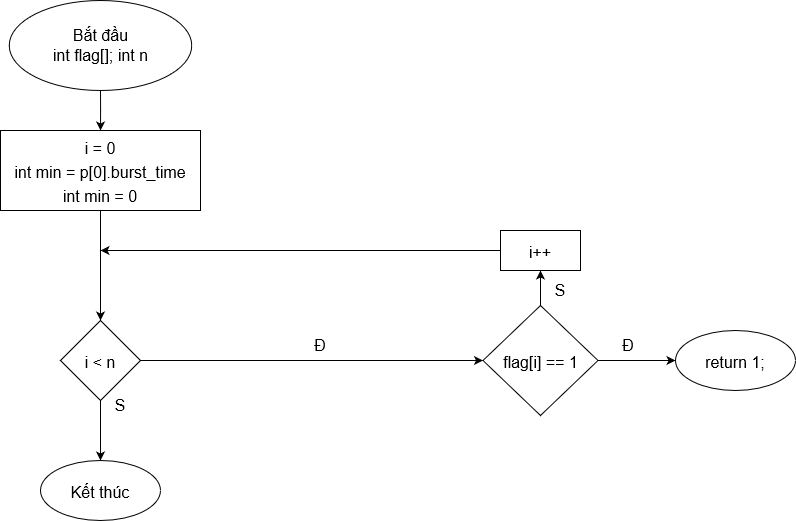 Bắt đầu
int flag[]; int n
i = 0
int min = p[0].burst_time
int min = 0
i++
S
Đ
i < n
flag[i] == 1
Đ
return 1;
S
Kết thúc